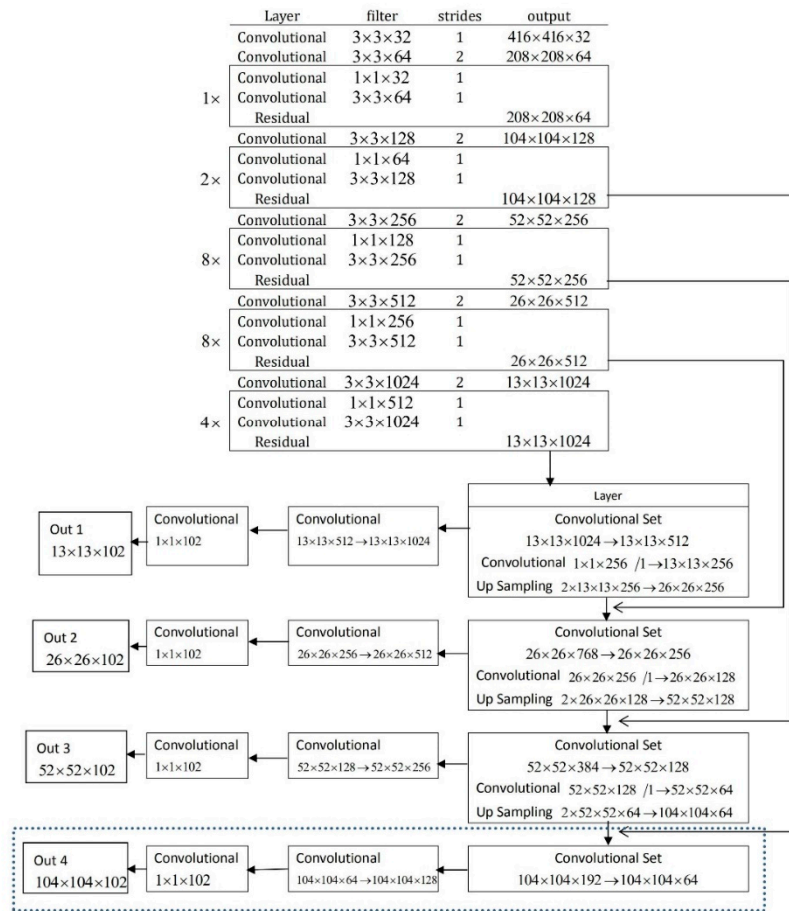 Layer filter strides output
Convolutional 3×3×32 1 416×416×32
Convolutional 3×3×64 2 208×208×64
Convolutional 1×1×32 1
1× Convolutional 3×3×64 1
Residual 208×208×64
Convolutional 3×3×128 2 104×104×128
Convolutional 1×1×64 1
2× Convolutional 3×3×128 1
Residual 104×104×128
Convolutional 3×3×256 2 52×52×256
Convolutional 1×1×128 1
8× Convolutional 3×3×256 1
Residual 52×52×256
Convolutional 3×3×512 2 26×26×512
Convolutional 1×1×256 1
8× Convolutional 3×3×512 1
Residual 26×26×512
Convolutional 3×3×1024 2 13×13×1024
Convolutional 1×1×512 1
4× Convolutional 3×3×1024 1
Residual 13×13×1024
Out 1
13×13×102
Convolutional
1×1×102
Convolutional
13×13×512→13×13×1024
Layer
Convolutional Set
13×13×1024→13×13×512
Convolutional 1×1×256 /1→13×13×256
Up Sampling 2×13×13×256→26×26×256
Out 2
26×26×102
Convolutional
1×1×102
Convolutional
26×26×256→26×26×512
Convolutional Set
26×26×768→26×26×256
Convolutional 26×26×256 /1→26×26×128
Up Sampling 2×26×26×128→52×52×128
Out 3
52×52×102
Convolutional
1×1×102
Convolutional
52×52×128→52×52×256
Convolutional Set
52×52×384→52×52×128
Convolutional 52×52×128 /1→52×52×64
Up Sampling 2×52×52×64→104×104×64
Out 4
104×104×102
Convolutional
1×1×102
Convolutional
104×104×64→104×104×128
Convolutional Set
104×104×192→104×104×64